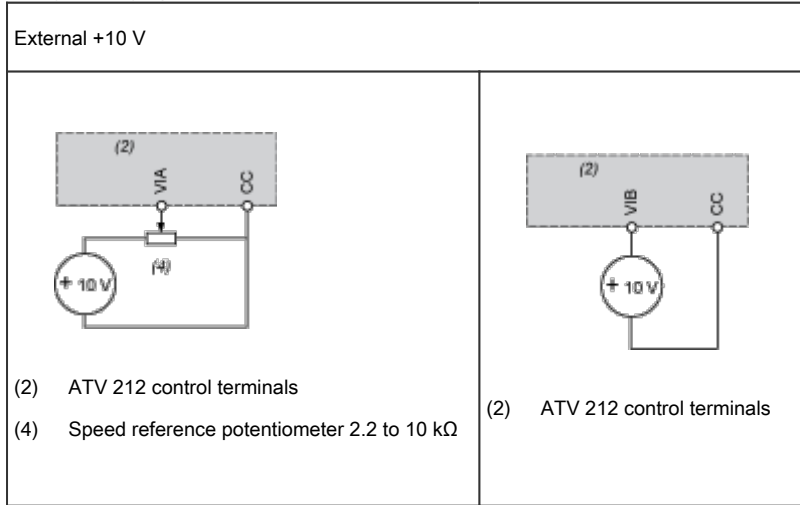 External +10 V
(2)
VIA
CC
(4)
+ 10 V
(2) ATV 212 control terminals
(4) Speed reference potentiometer 2.2 to 10 kΩ
(2)
VIB
CC
+ 10 V
(2) ATV 212 control terminals